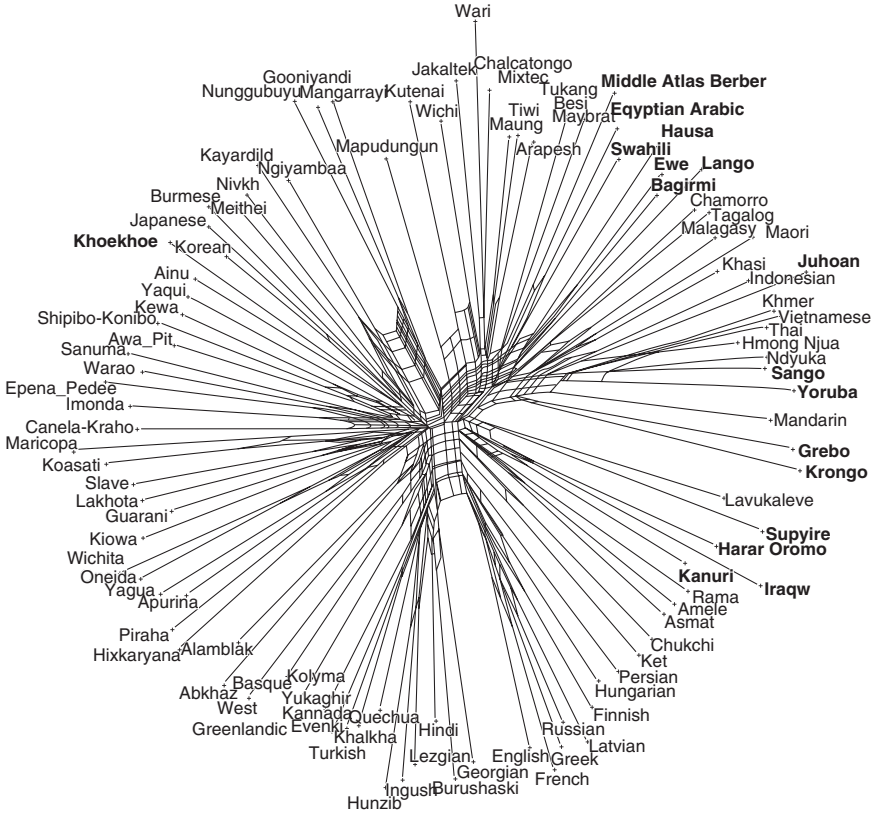 Wari
Jakaltek
Chalcatongo
Mixtec
Gooniyandi
Nunggubuyu
Mangarrayi
Kutenai
Wichi
Tiwi
Maung
Tukang
Besi
Maybrat
Arapesh
Middle Atlas Berber
Eqyptian Arabic
Hausa
Swahili
Ewe
Lango
Bagirmi
Mapudungun
Kayardild
Ngiyambaa
Nivkh
Burmese
Meithei
Japanese
Khoekhoe
Korean
Chamorro
Tagalog
Malagasy
Maori
Khasi
Juhoan
Indonesian
Ainu
Yaqui
Kewa
Shipibo-Konibo
Awa_Pit
Sanuma
Warao
Epena_Pedee
Imonda
Canela-Kraho
Maricopa
Koasati
Slave
Lakhota
Guarani
Kiowa
Wichita
Oneida
Yagua
Apurina
Piraha
Hixkaryana
Alamblak
Khmer
Vietnamese
Thai
Hmong Njua
Ndyuka
Sango
Yoruba
Mandarin
Grebo
Krongo
Lavukaleve
Supyire
Harar Oromo
Kanuri
Iraqw
Rama
Amele
Asmat
Chukchi
Ket
Persian
Hungarian
Finnish
Abkhaz
Basque
West
Greenlandic
Kolyma
Yukaghir
Kannada
Evenki
Quechua
Khalkha
Turkish
Hindi
Lezgian
Georgian
Ingush
Burushaski
Hunzib
English
Russian
Latvian
Greek
French